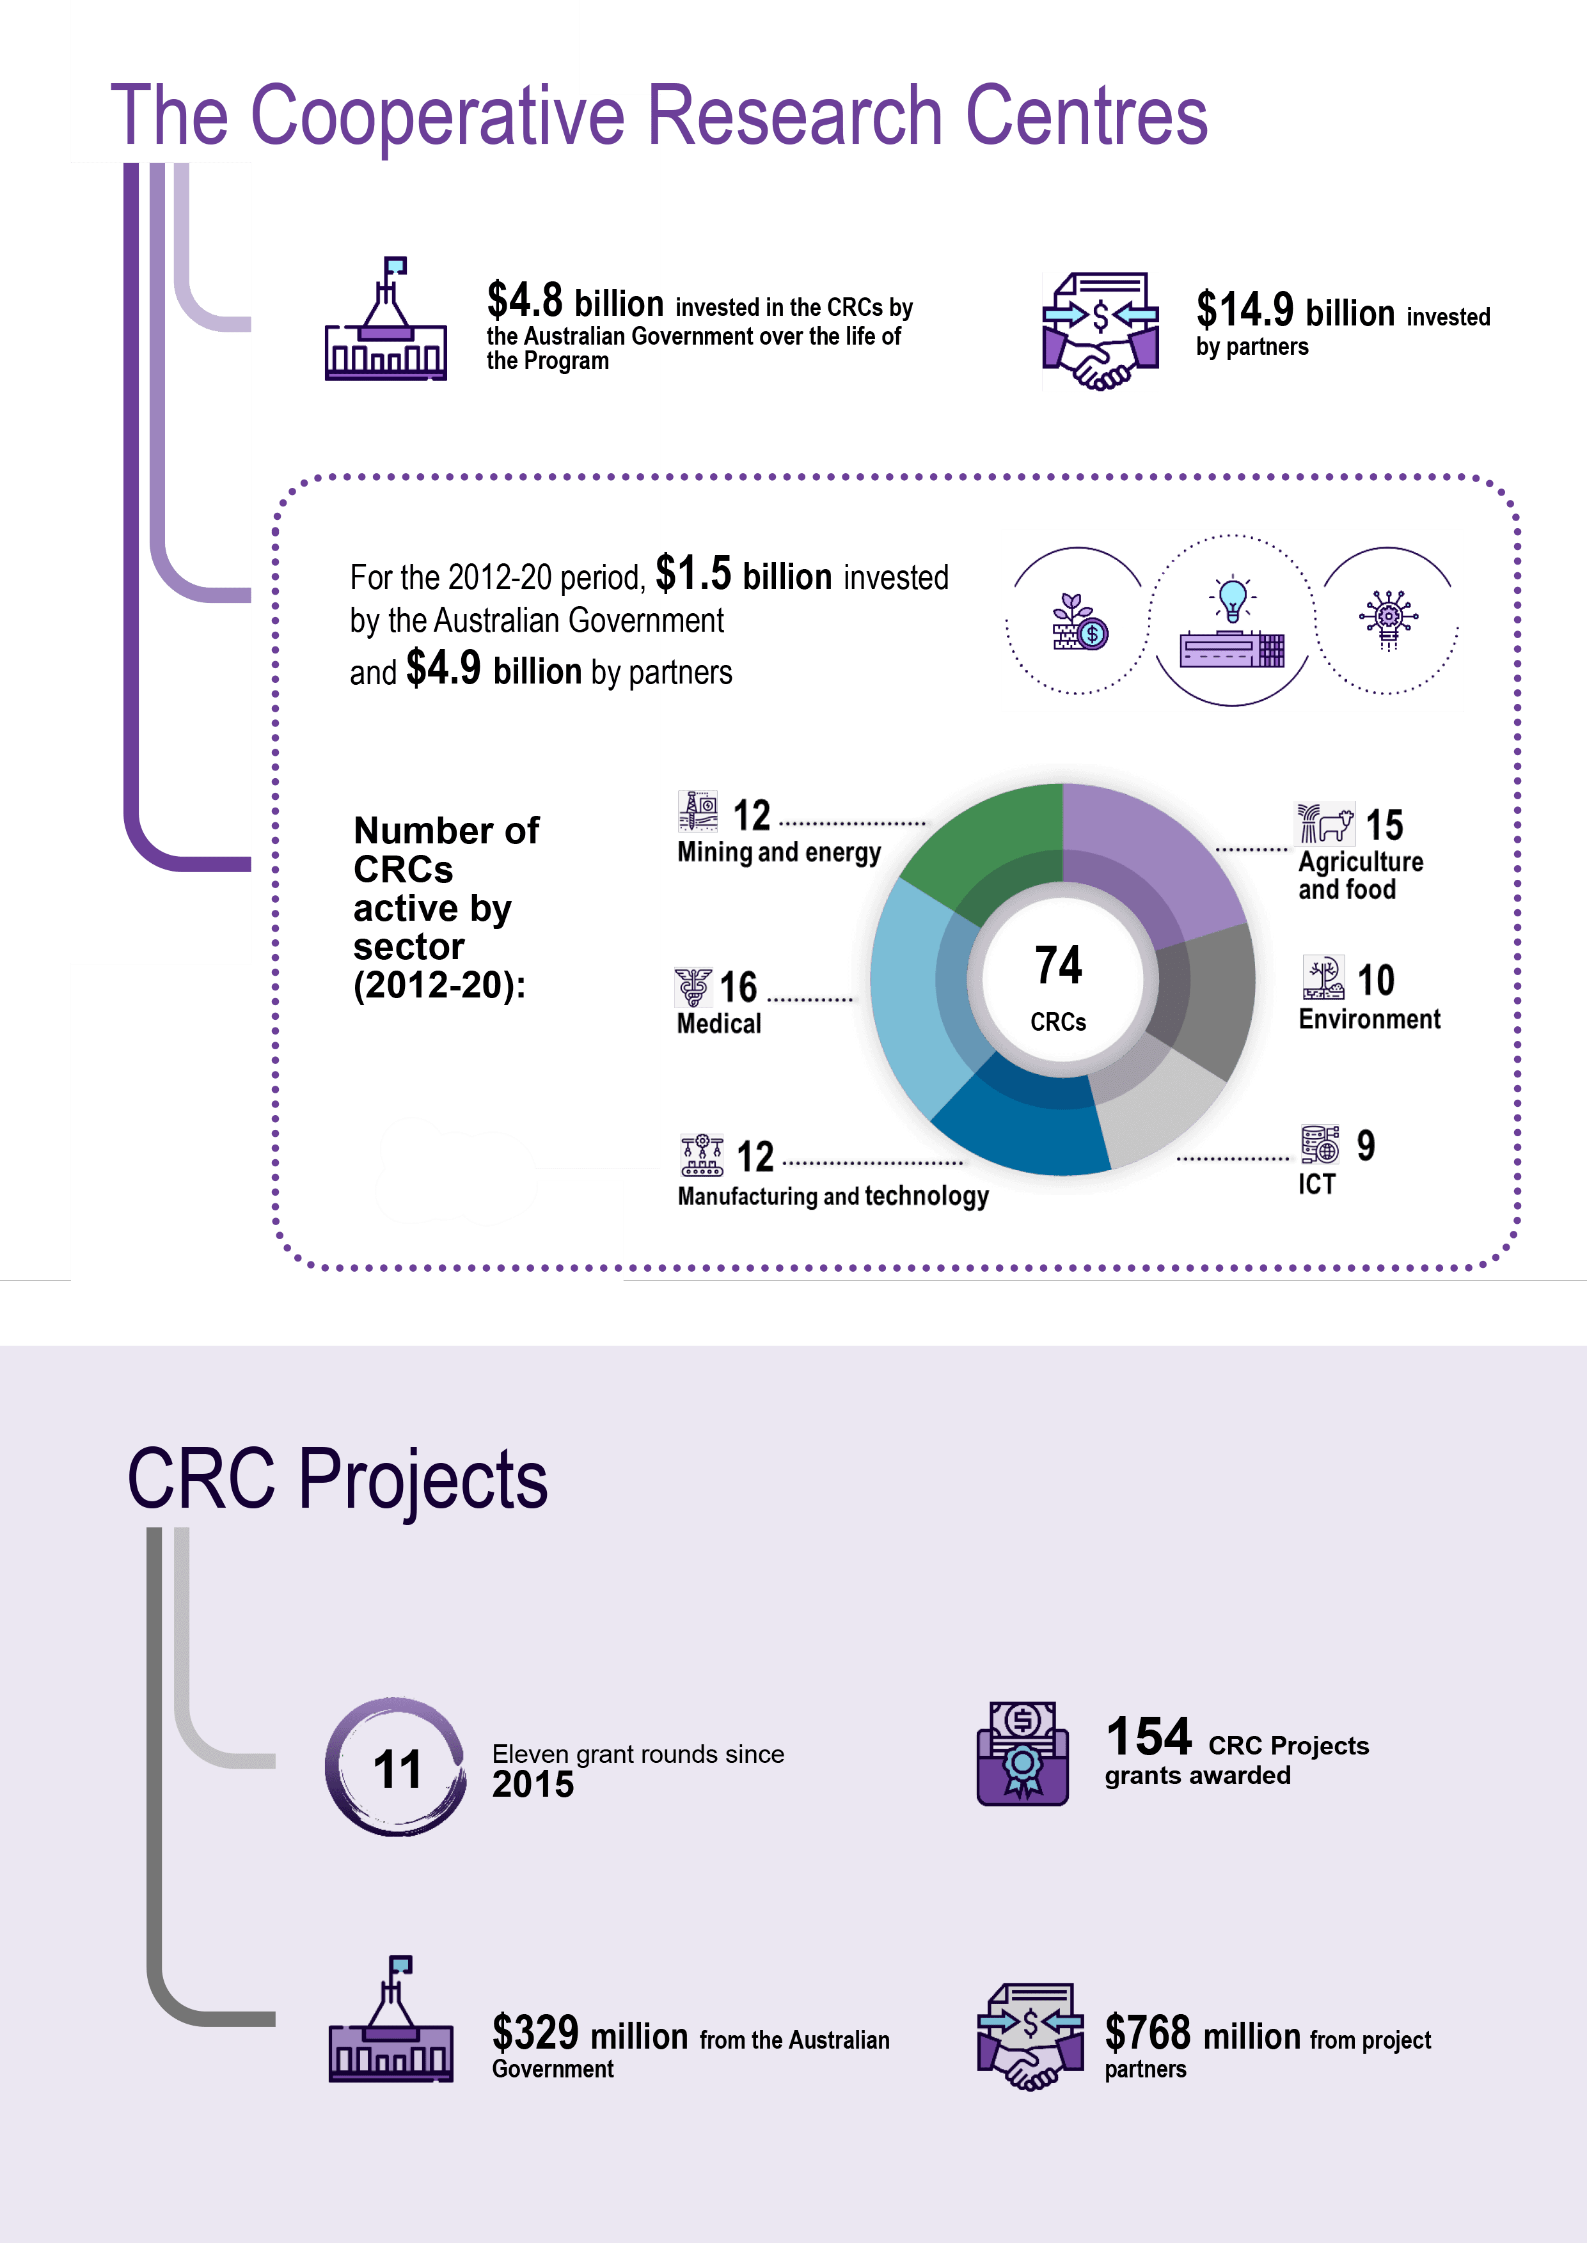 The Cooperative Research Centres
$4.8 billion invested in the CRCs by
the Australian Government over the life of
the Program
$14.9 billion invested
by partners
For the 2012-20 period, $1.5 billion invested
by the Australian Government
and $4.9 billion by partners
Number of
CRCs
active by
sector
(2012-20):
12
Mining and energy
15
Agriculture
and food
74
CRCs
16
Medical
10
Environment
12
Manufacturing and technology
9
ICT
CRC Projects
11
Eleven grant rounds since
2015
154 CRC Projects
grants awarded
$329 million from the Australian
Government
$768 million from project
partners